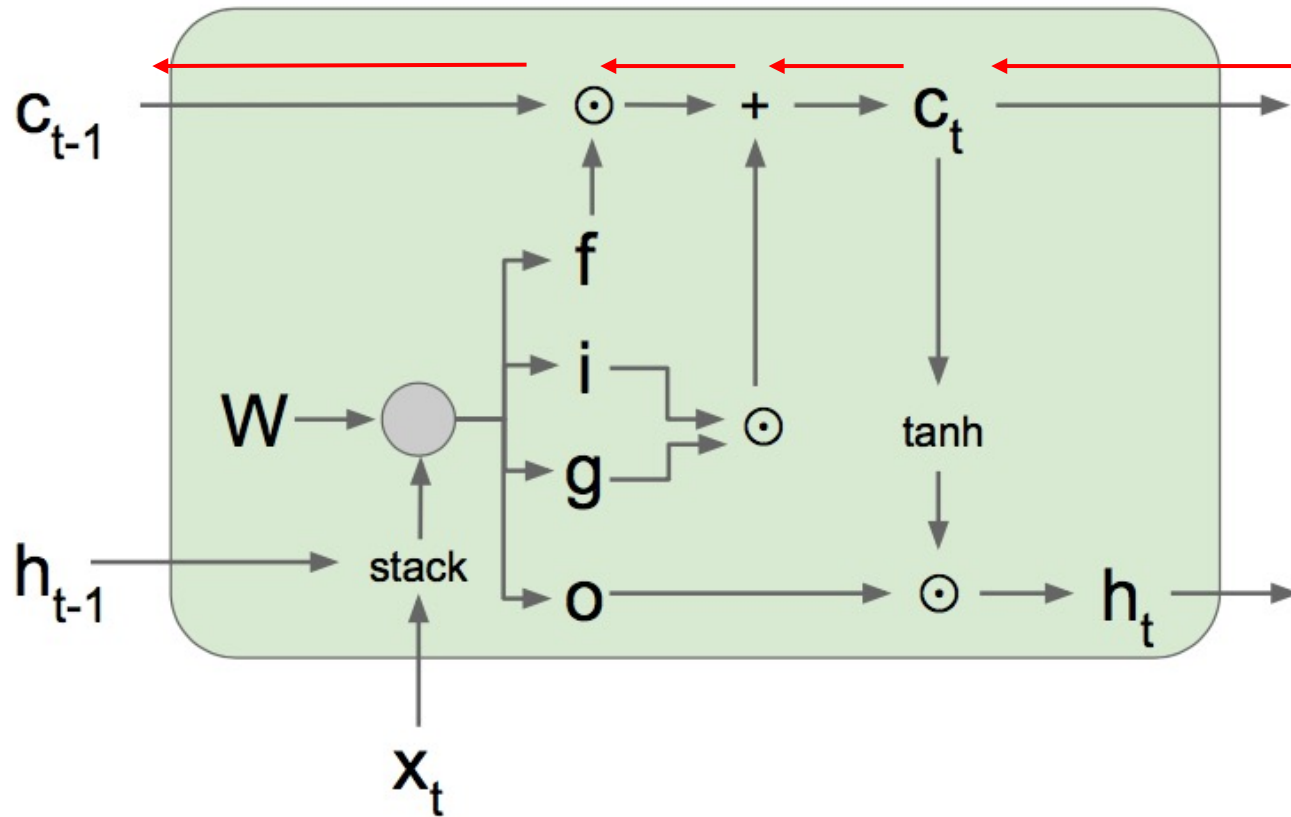 c_{t-1} ⊙ + c_t
f
i
W ⊙ tanh
g
h_{t-1} stack
o ⊙ h_t
x_t